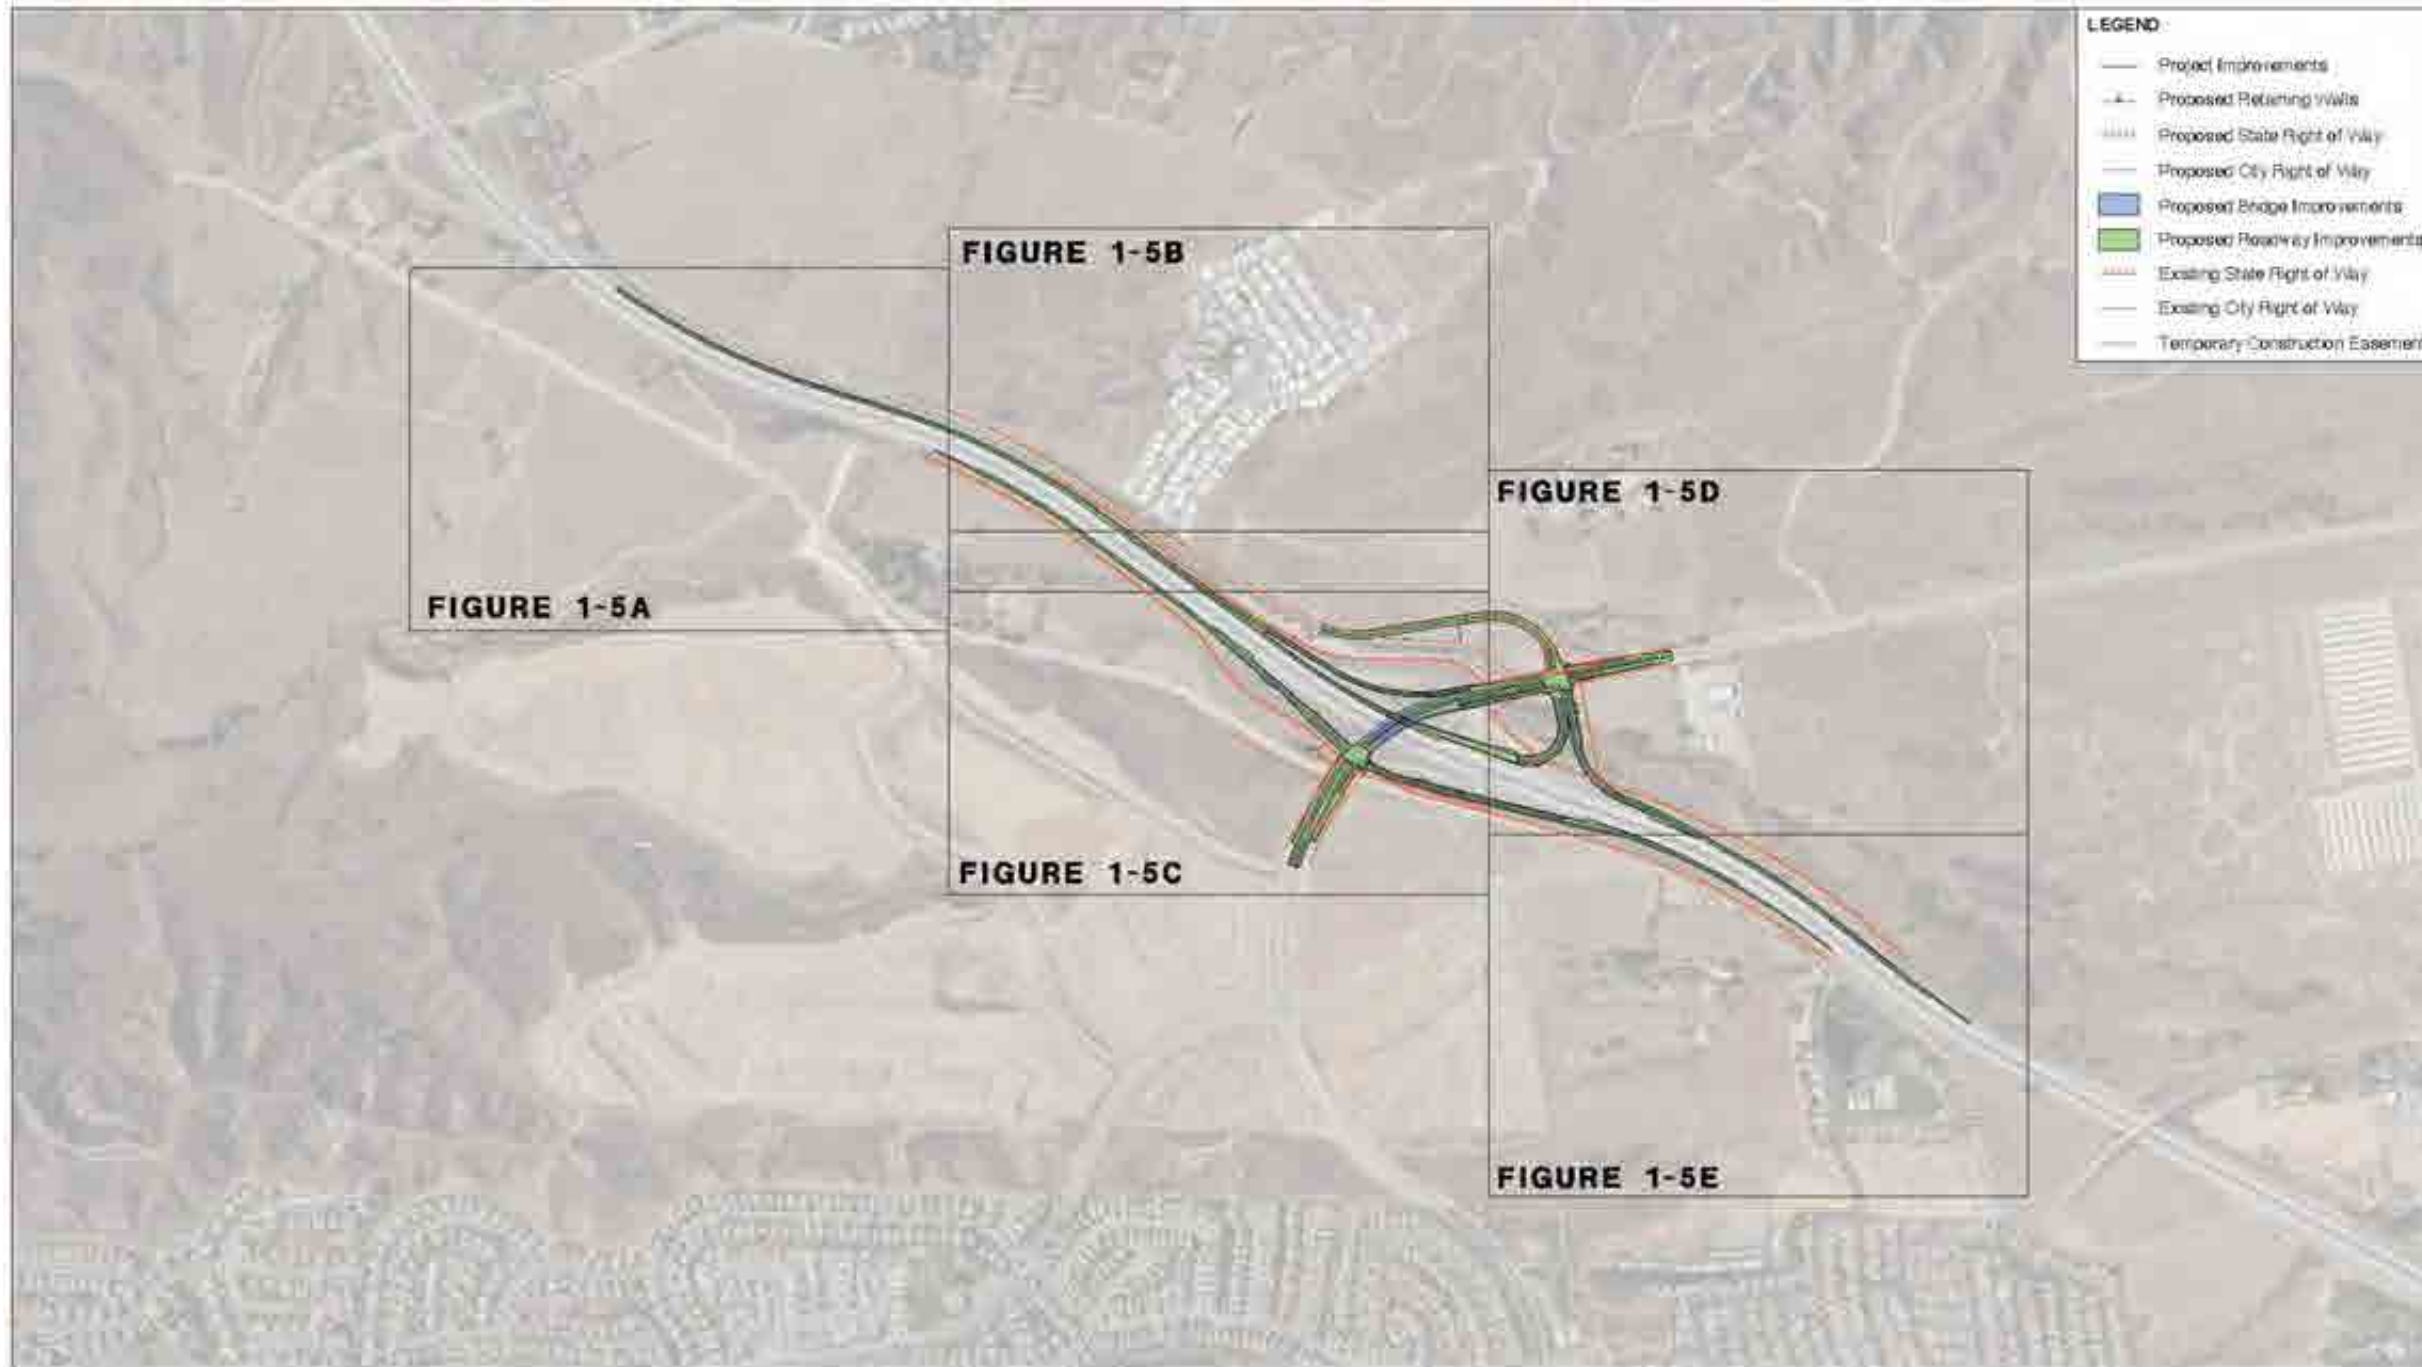 LEGEND
Project Improvements
Proposed Retaining Walls
Proposed State Right of Way
Proposed City Right of Way
Proposed Bridge Improvements
Proposed Roadway Improvements
Existing State Right of Way
Existing City Right of Way
Temporary Construction Easement
FIGURE 1-5B
FIGURE 1-5D
FIGURE 1-5A
FIGURE 1-5C
FIGURE 1-5E